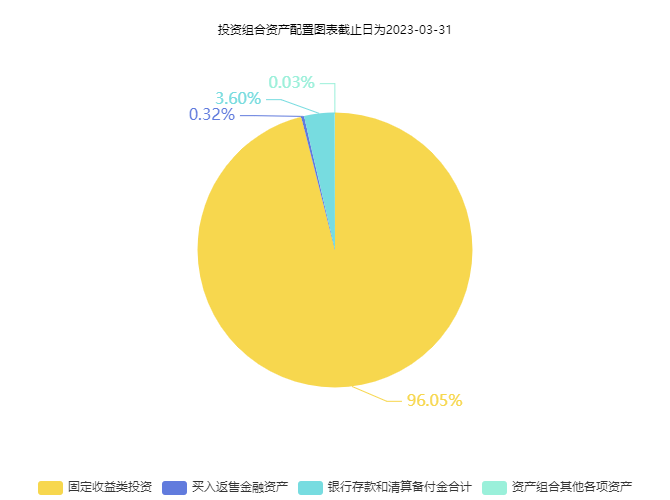 投资组合资产配置图表截止日为2023-03-31
0.03%
3.60%
0.32%
96.05%
固定收益类投资
买入返售金融资产
银行存款和清算备付金合计
资产组合其他各项资产